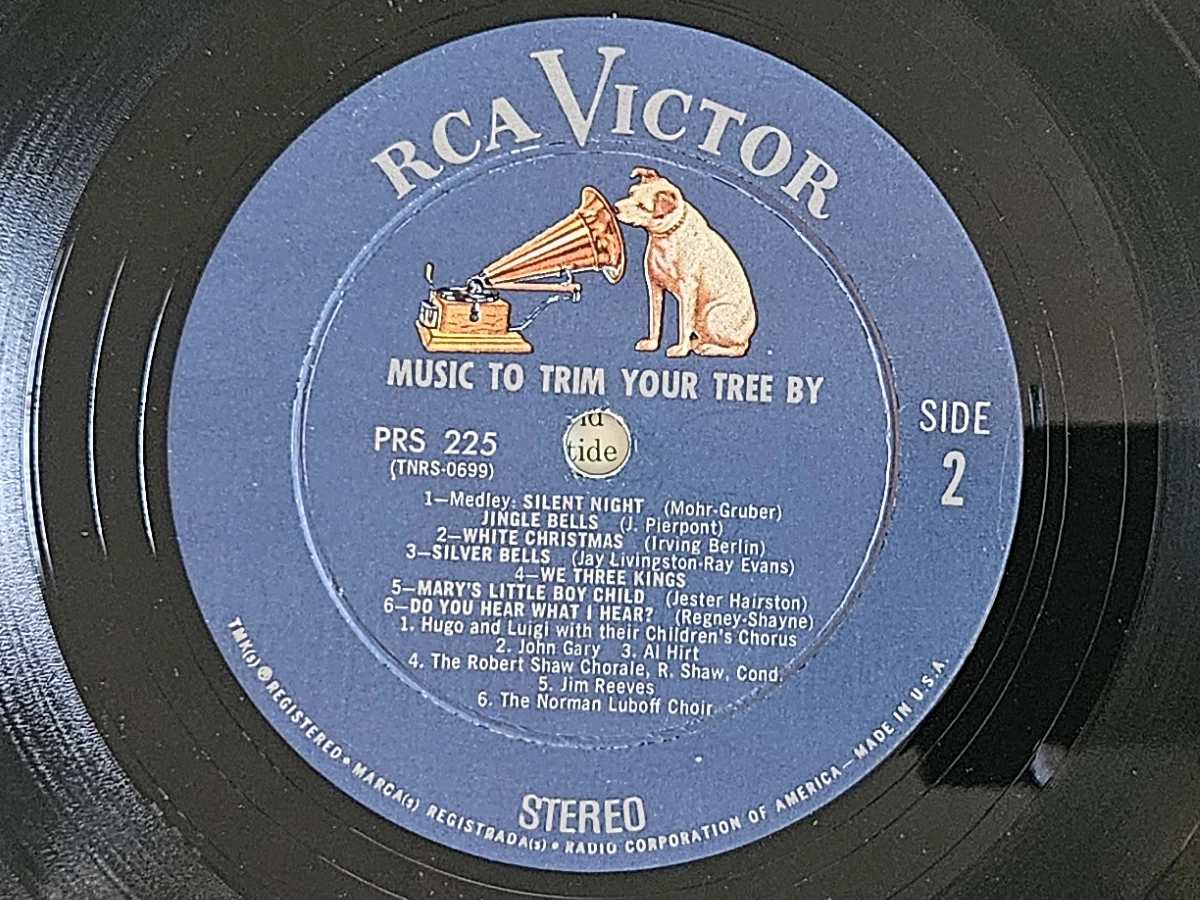 RCA VICTOR
MUSIC TO TRIM YOUR TREE BY
PRS 225
(TNRS-0699)
SIDE
2
tide
1—Medley: SILENT NIGHT (Mohr-Gruber)
JINGLE BELLS (J. Pierpont)
2—WHITE CHRISTMAS (Irving Berlin)
3—SILVER BELLS (Jay Livingston-Ray Evans)
4—WE THREE KINGS
5—MARY'S LITTLE BOY CHILD (Jester Hairston)
6—DO YOU HEAR WHAT I HEAR? (Regney-Shayne)
1. Hugo and Luigi with their Children's Chorus
2. John Gary 3. Al Hirt
4. The Robert Shaw Chorale, R. Shaw, Cond.
5. Jim Reeves
6. The Norman Luboff Choir
STEREO
TMK(s) ® REGISTERED • MARCA(s) REGISTRADA(s) • RADIO CORPORATION OF AMERICA — MADE IN U.S.A.